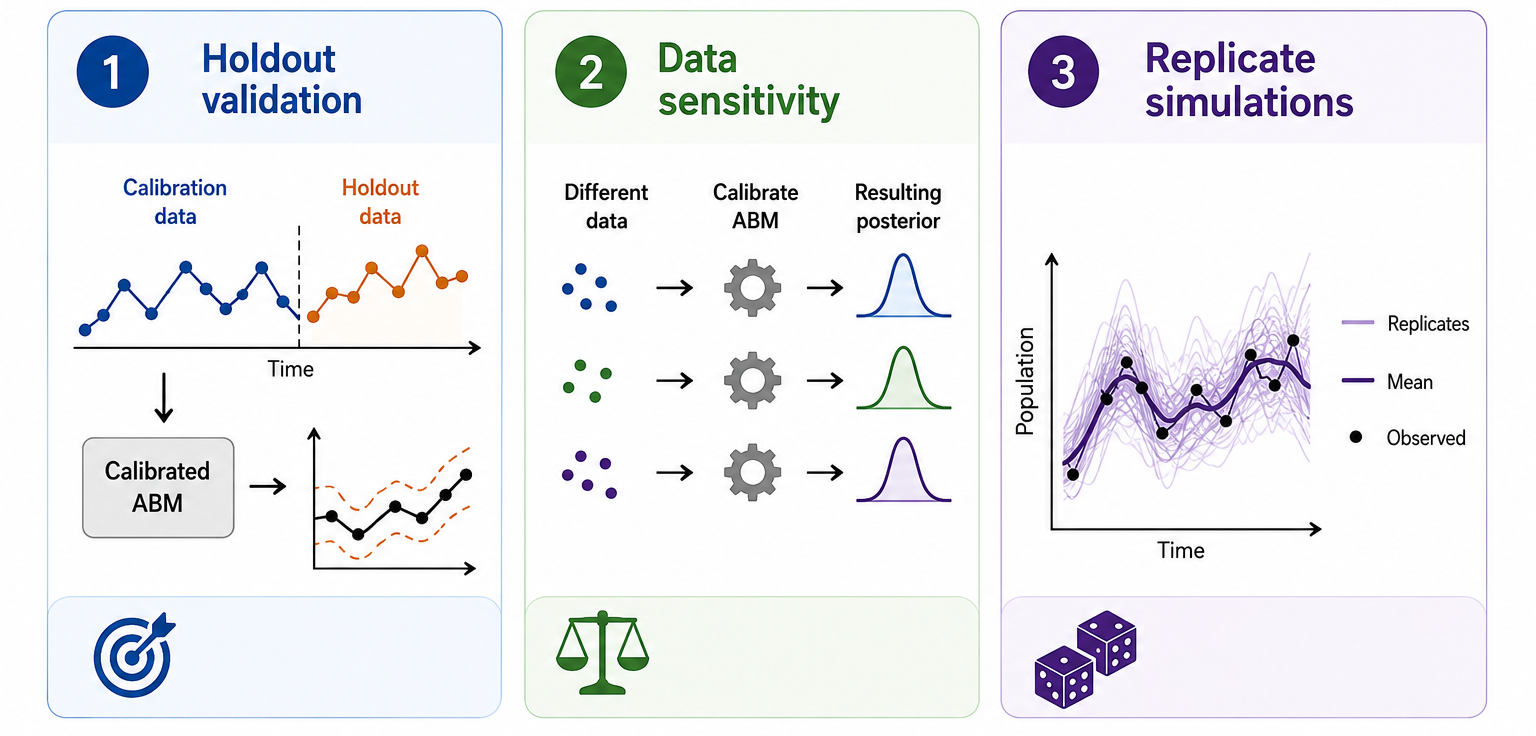 1
Holdout
validation
Calibration
data
Holdout
data
Time
Calibrated
ABM
2
Data
sensitivity
Different
data
Calibrate
ABM
Resulting
posterior
3
Replicate
simulations
Population
Time
Replicates
Mean
Observed